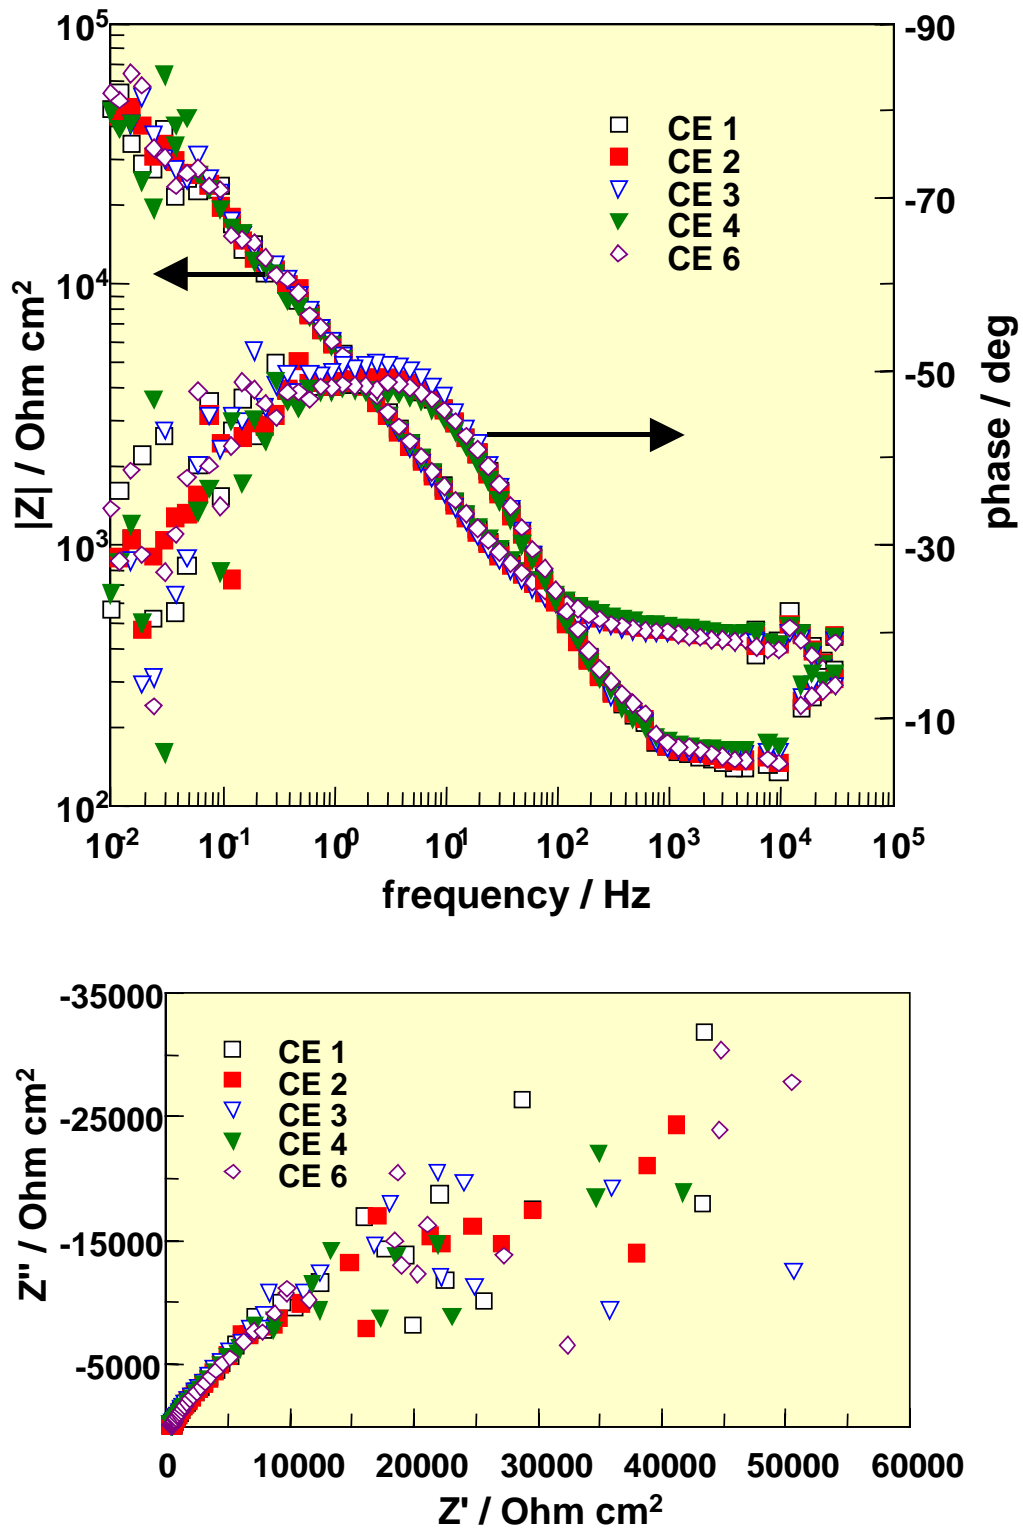 10^5
-90
CE 1
CE 2
CE 3
CE 4
CE 6
-70
10^4
|Z| / Ohm cm^2
-50
phase / deg
10^3
-30
-10
10^2
10^-2
10^-1
10^0
10^1
10^2
10^3
10^4
10^5
frequency / Hz
-35000
CE 1
CE 2
CE 3
CE 4
CE 6
-25000
Z'' / Ohm cm^2
-15000
-5000
0
10000
20000
30000
40000
50000
60000
Z' / Ohm cm^2